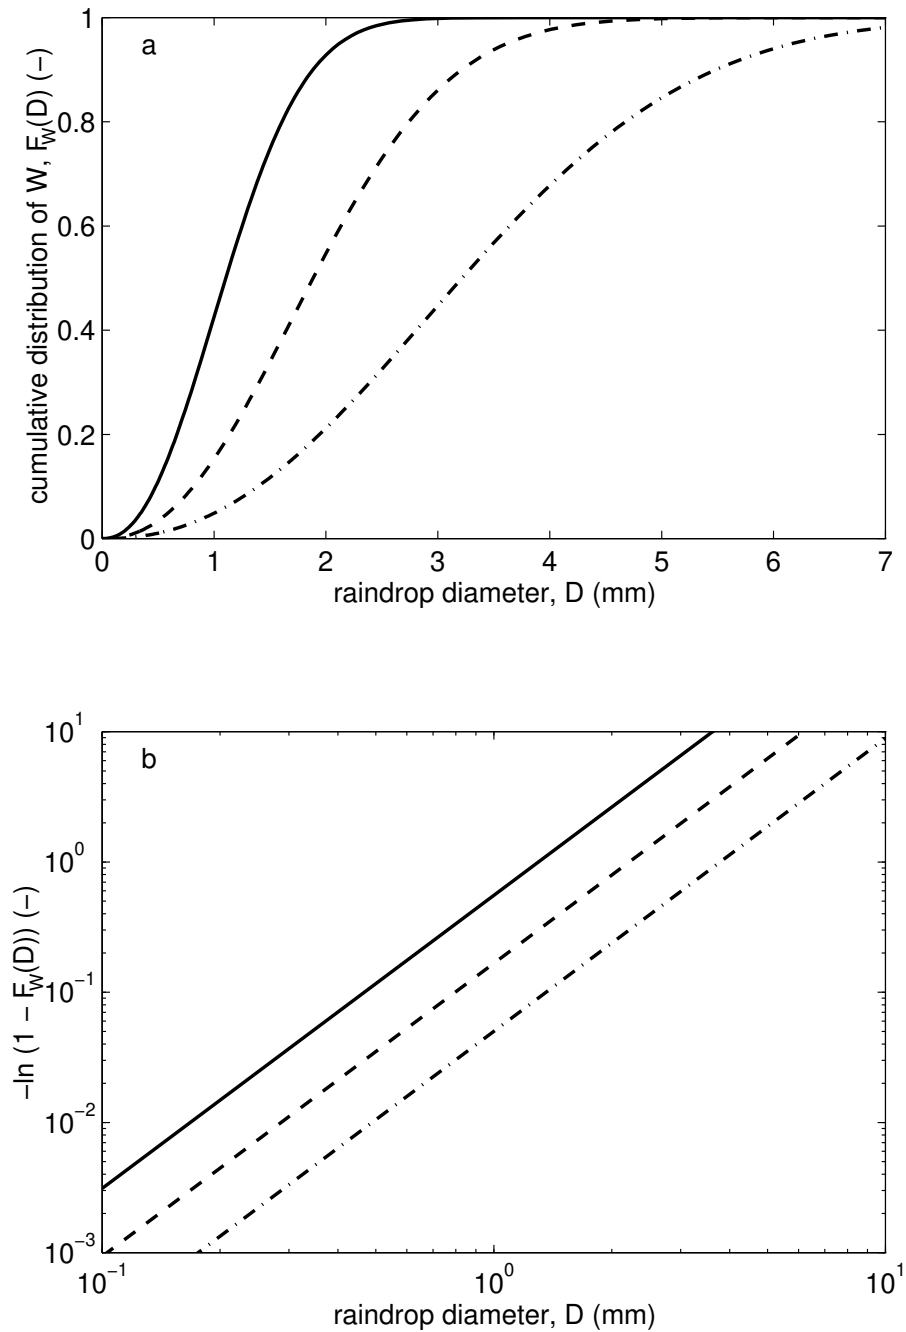 a
cumulative distribution of W, F_W(D) (−)
1
0.8
0.6
0.4
0.2
0
0 1 2 3 4 5 6 7
raindrop diameter, D (mm)
b
−ln (1 − F_W(D)) (−)
10^1
10^0
10^−1
10^−2
10^−3
10^−1 10^0 10^1
raindrop diameter, D (mm)